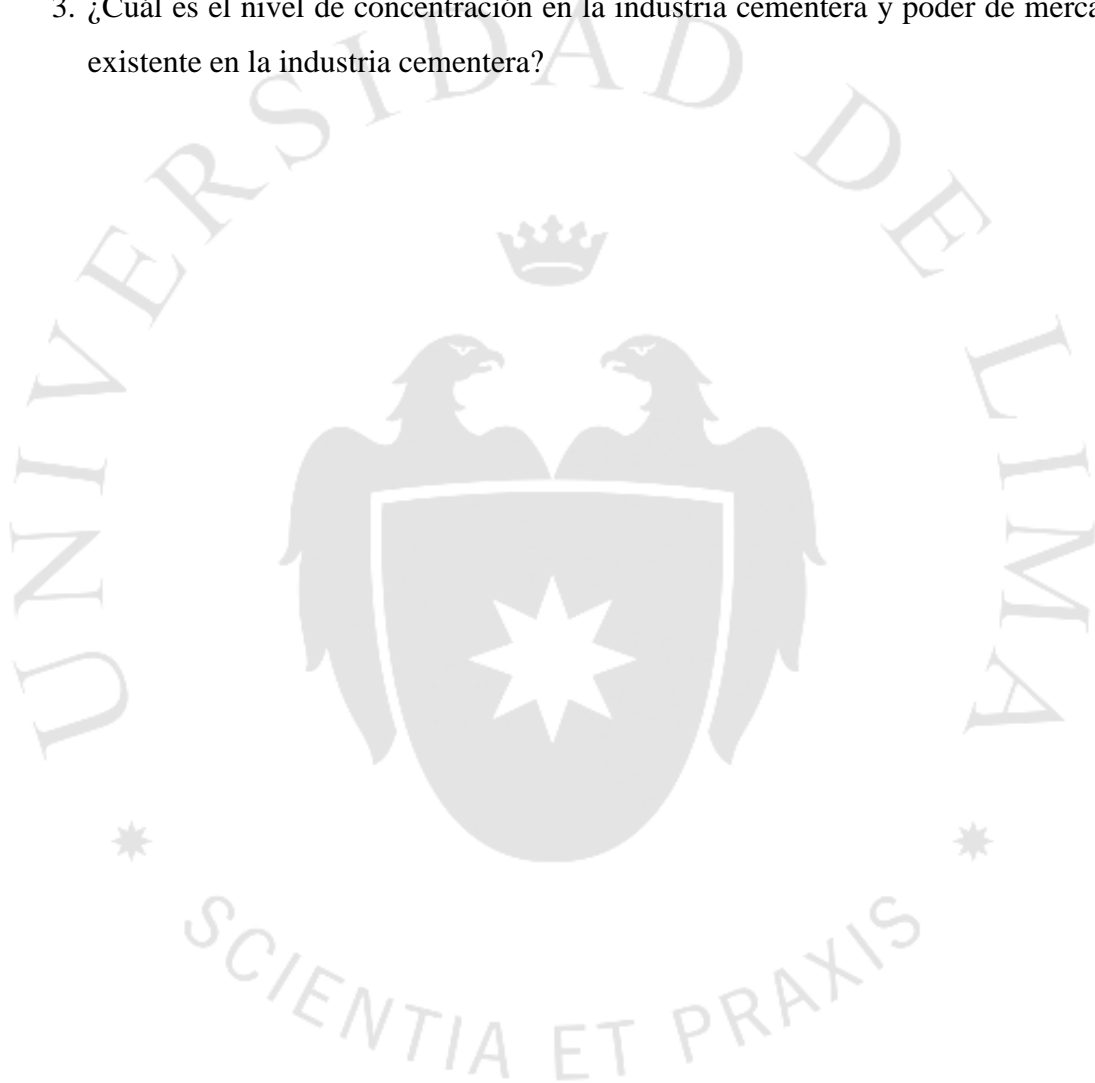 3. ¿Cuál es el nivel de concentración en la industria cementera y poder de
existente en la industria cementera?
UNIVERSIDAD DE LIMA
SCIENTIA ET PRAXIS